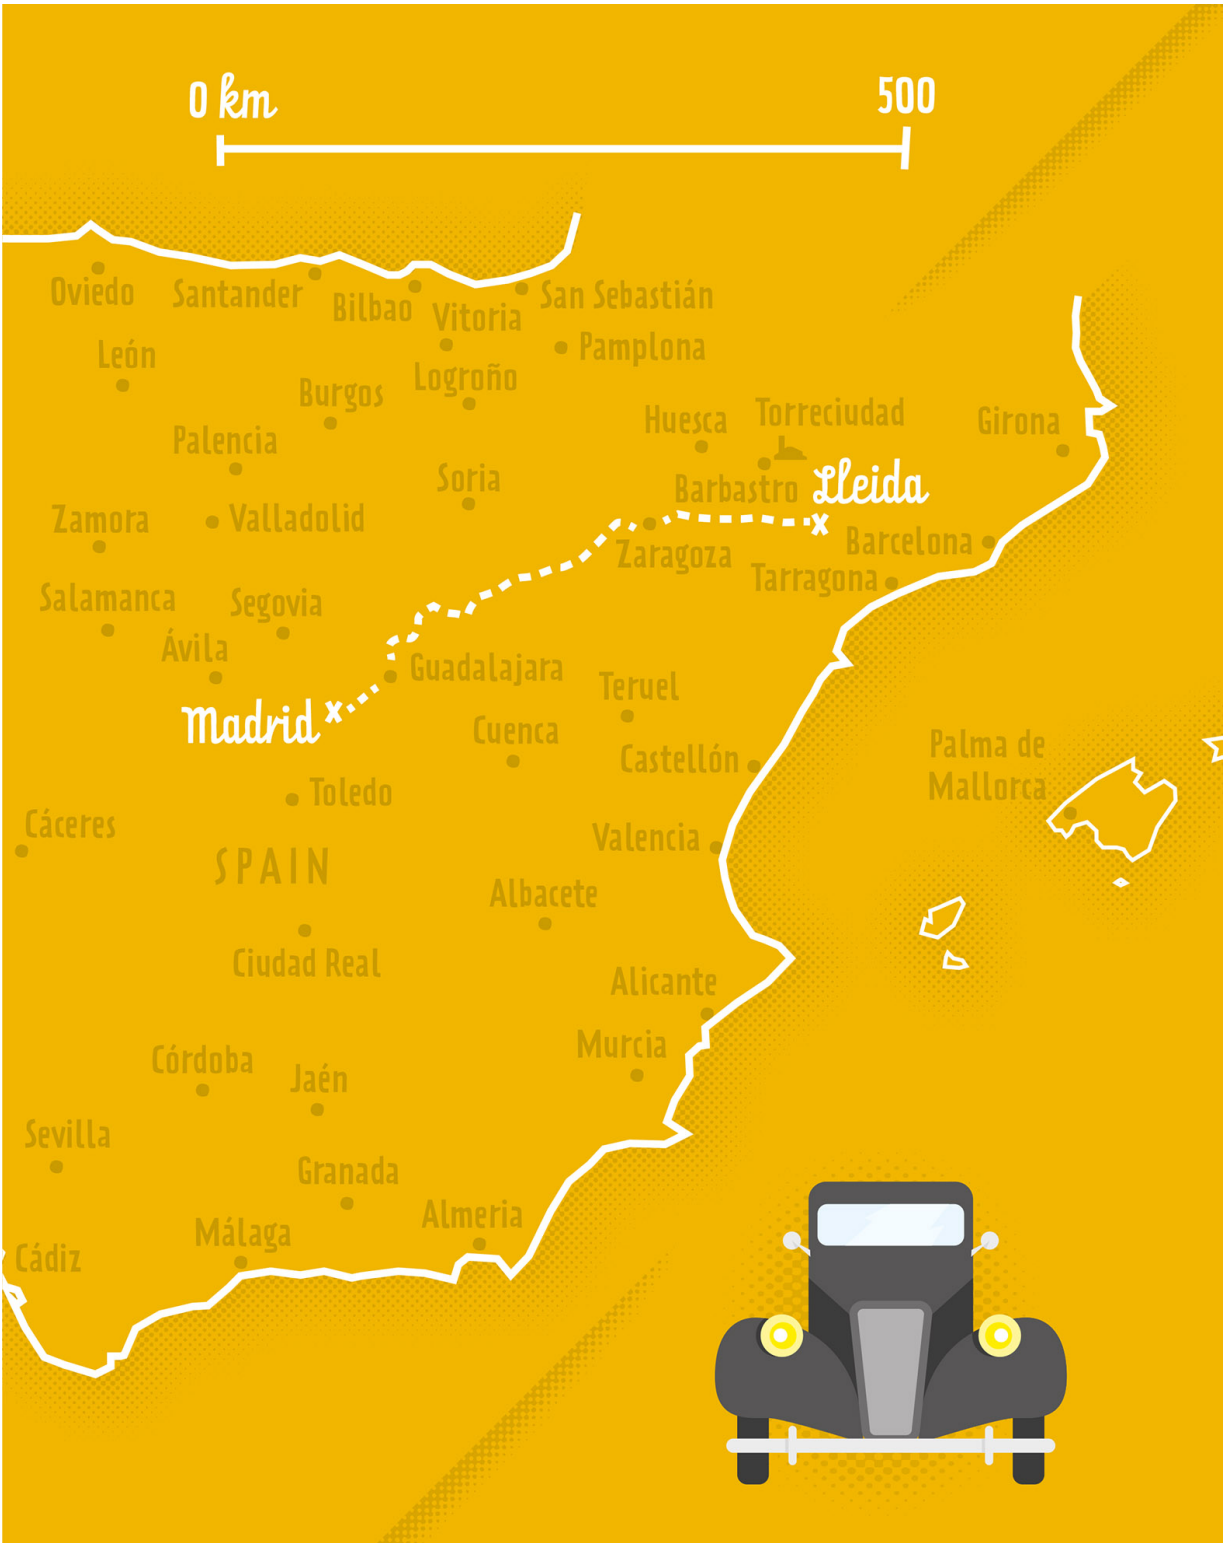 0 km
500
Oviedo
Santander
Bilbao
Vitoria
San Sebastián
León
Pamplona
Burgos
Logroño
Palencia
Huesca
Torreciudad
Girona
Soria
Barbastro
Lleida
Zamora
Valladolid
Zaragoza
Barcelona
Tarragona
Salamanca
Segovia
Ávila
Guadalajara
Teruel
Madrid
Cuenca
Castellón
Palma de
Mallorca
Toledo
Cáceres
Valencia
SPAIN
Albacete
Ciudad Real
Alicante
Murcia
Córdoba
Jaén
Sevilla
Granada
Almeria
Málaga
Cádiz